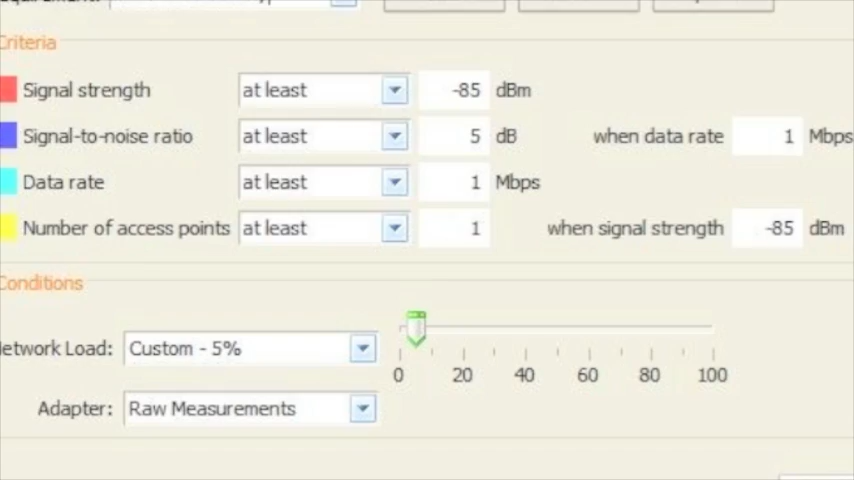 Criteria
Signal strength at least -85 dBm
Signal-to-noise ratio at least 5 dB when data rate 1 Mbps
Data rate at least 1 Mbps
Number of access points at least 1 when signal strength -85 dBm
Conditions
Network Load: Custom - 5%
0 20 40 60 80 100
Adapter: Raw Measurements